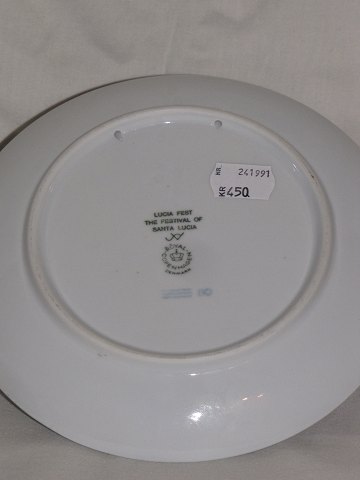 NR. 241991
KR 450
LUCIA FEST
THE FESTIVAL OF
SANTA LUCIA
ROYAL
COPENHAGEN
DENMARK